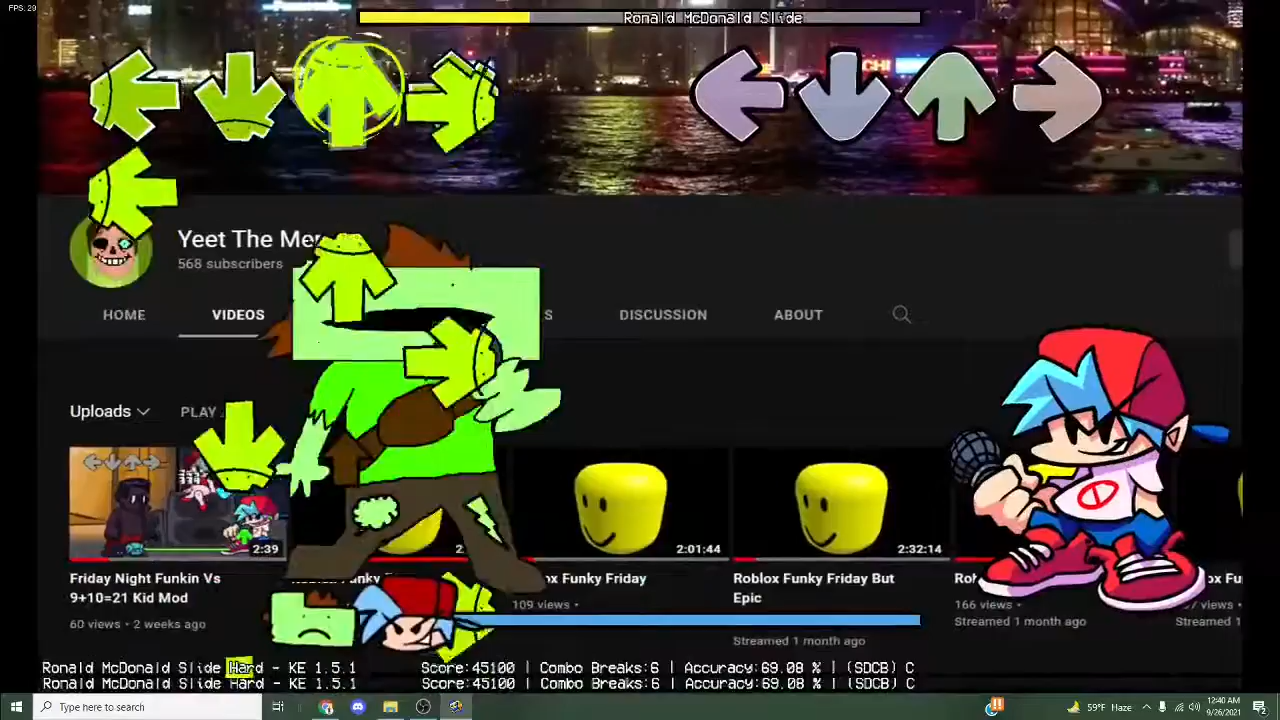 FPS: 20
Ronald McDonald Slide
Yeet The
568 subscribers
HOME VIDEOS S DISCUSSION ABOUT
Uploads PLAY
2:39 2: 2:01:44 2:32:14
Friday Night Funkin Vs
9+10=21 Kid Mod
60 views • 2 weeks ago
Funky Friday
109 views •
Roblox Funky Friday But
Epic
Streamed 1 month ago
166 views •
Streamed 1 month ago
views •
Ronald McDonald Slide Hard - KE 1.5.1 Score:45100 | Combo Breaks:6 | Accuracy:69.08 % | (SDCB) C
Ronald McDonald Slide Hard - KE 1.5.1 Score:45100 | Combo Breaks:6 | Accuracy:69.08 % | (SDCB) C
Type here to search
59°F Haze
12:40 AM
9/26/2021